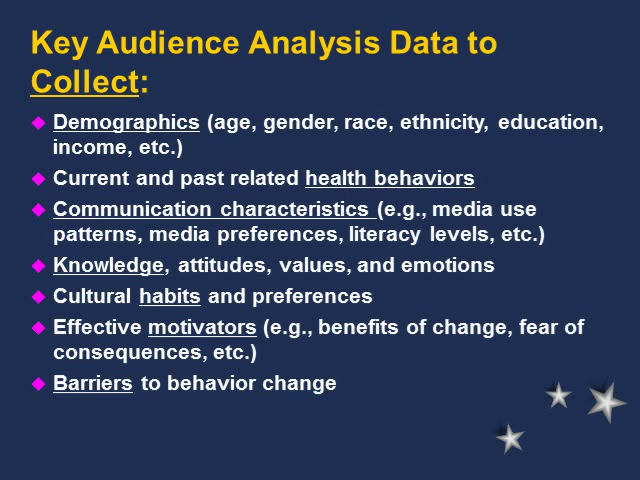 Key Audience Analysis Data to
Collect:
Demographics (age, gender, race, ethnicity, education,
income, etc.)
Current and past related health behaviors
Communication characteristics (e.g., media use
patterns, media preferences, literacy levels, etc.)
Knowledge, attitudes, values, and emotions
Cultural habits and preferences
Effective motivators (e.g., benefits of change, fear of
consequences, etc.)
Barriers to behavior change